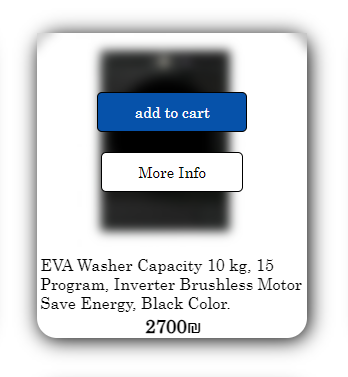 add to cart
More Info
EVA Washer Capacity 10 kg, 15
Program, Inverter Brushless Motor
Save Energy, Black Color.
2700₪